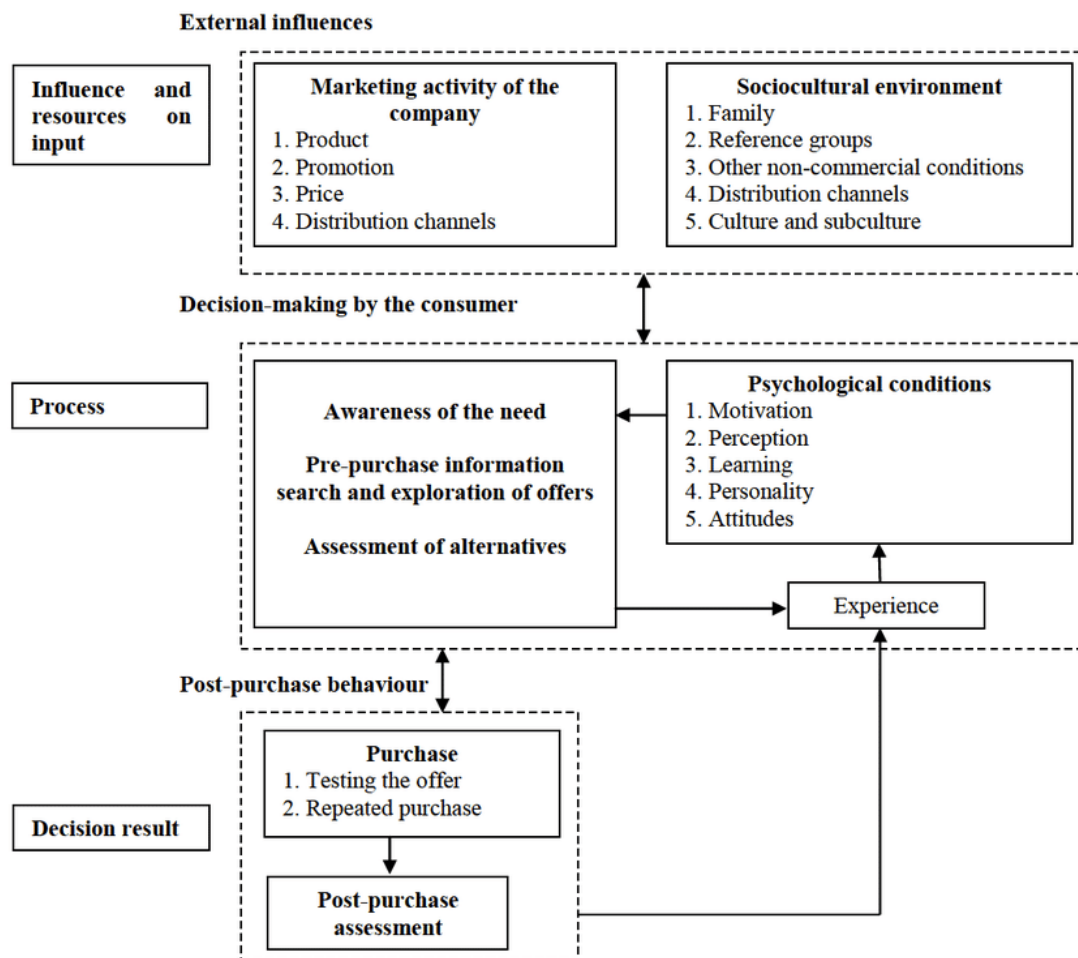 External influences
Influence and
resources on
input
Marketing activity of the
company
1. Product
2. Promotion
3. Price
4. Distribution channels
Sociocultural environment
1. Family
2. Reference groups
3. Other non-commercial conditions
4. Distribution channels
5. Culture and subculture
Decision-making by the consumer
Process
Awareness of the need
Pre-purchase information
search and exploration of offers
Assessment of alternatives
Psychological conditions
1. Motivation
2. Perception
3. Learning
4. Personality
5. Attitudes
Experience
Post-purchase behaviour
Decision result
Purchase
1. Testing the offer
2. Repeated purchase
Post-purchase
assessment